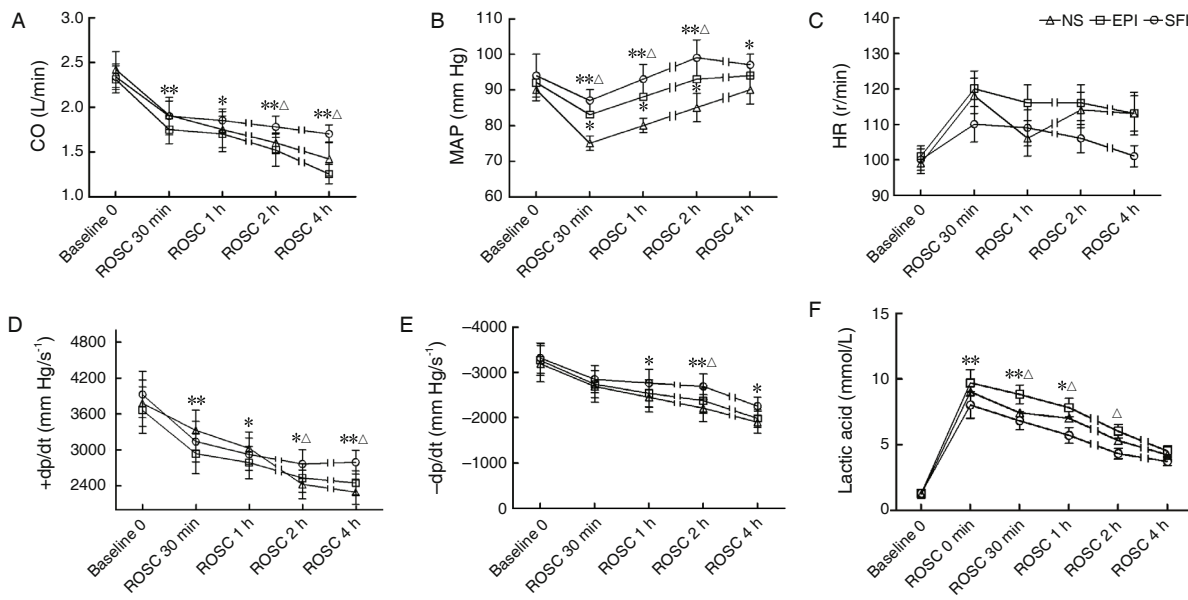 A
CO (L/min)
3.0
2.5
2.0
1.5
1.0
** * **△ **△
Baseline 0 ROSC 30 min ROSC 1 h ROSC 2 h ROSC 4 h
B
MAP (mm Hg)
110
100
90
80
70
60
**△ **△ **△ *
* * *
Baseline 0 ROSC 30 min ROSC 1 h ROSC 2 h ROSC 4 h
C
NS EPI SFI
HR (r/min)
140
130
120
110
100
90
Baseline 0 ROSC 30 min ROSC 1 h ROSC 2 h ROSC 4 h
D
+dp/dt (mm Hg/s⁻¹)
4800
4200
3600
3000
2400
** * *△ **△
Baseline 0 ROSC 30 min ROSC 1 h ROSC 2 h ROSC 4 h
E
–dp/dt (mm Hg/s⁻¹)
–4000
–3000
–2000
–1000
0
* **△ *
Baseline 0 ROSC 30 min ROSC 1 h ROSC 2 h ROSC 4 h
F
Lactic acid (mmol/L)
15
10
5
0
** **△ *△ △
Baseline 0 ROSC 0 min ROSC 30 min ROSC 1 h ROSC 2 h ROSC 4 h